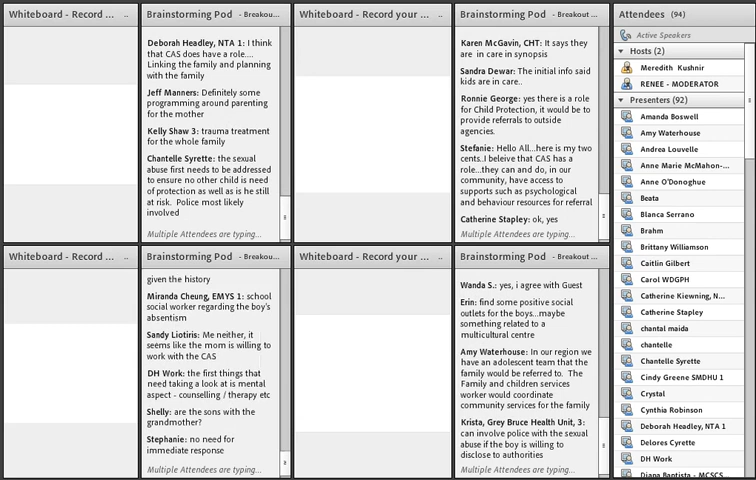 Whiteboard - Record ...
Brainstorming Pod - Breakou...
Deborah Headley, NTA 1: I think
that CAS does have a role....
Linking the family and planning
with the family
Jeff Manners: Definitely some
programming around parenting
for the mother
Kelly Shaw 3: trauma treatment
for the whole family
Chantelle Syrette: the sexual
abuse first needs to be addressed
to ensure no other child is need
of protection as well as is he still
at risk. Police most likely
involved
Multiple Attendees are typing...
Whiteboard - Record your ...
Brainstorming Pod - Breakout ...
Karen McGavin, CHT: It says they
are in care in synopsis
Sandra Dewar: The initial info said
kids are in care..
Ronnie George: yes there is a role
for Child Protection, it would be to
provide referrals to outside
agencies.
Stefanie: Hello All...here is my two
cents..I beleive that CAS has a
role...they can and do, in our
community, have access to
supports such as psychological
and behaviour resources for referral
Catherine Stapley: ok, yes
Multiple Attendees are typing...
Whiteboard - Record ...
Brainstorming Pod - Breakou...
given the history
Miranda Cheung, EMYS 1: school
social worker regarding the boy's
absentism
Sandy Liotiris: Me neither, it
seems like the mom is willing to
work with the CAS
DH Work: the first things that
need taking a look at is mental
aspect - counselling / therapy etc
Shelly: are the sons with the
grandmother?
Stephanie: no need for
immediate response
Multiple Attendees are typing...
Whiteboard - Record your ...
Brainstorming Pod - Breakout ...
Wanda S.: yes, i agree with Guest
Erin: find some positive social
outlets for the boys...maybe
something related to a
multicultural centre
Amy Waterhouse: In our region we
have an adolescent team that the
family would be referred to. The
Family and children services
worker would coordinate
community services for the family
Krista, Grey Bruce Health Unit, 3:
can involve police with the sexual
abuse if the boy is willing to
disclose to authorities
Multiple Attendees are typing...
Attendees (94)
Active Speakers
Hosts (2)
Meredith Kushnir
RENEE - MODERATOR
Presenters (92)
Amanda Boswell
Amy Waterhouse
Andrea Louvelle
Anne Marie McMahon-...
Anne O'Donoghue
Beata
Blanca Serrano
Brahm
Brittany Williamson
Caitlin Gilbert
Carol WDGPH
Catherine Kiewning, N...
Catherine Stapley
chantal maida
chantelle
Chantelle Syrette
Cindy Greene SMDHU 1
Crystal
Cynthia Robinson
Deborah Headley, NTA 1
Delores Cyrette
DH Work
Diana Baptista - MCSCS...